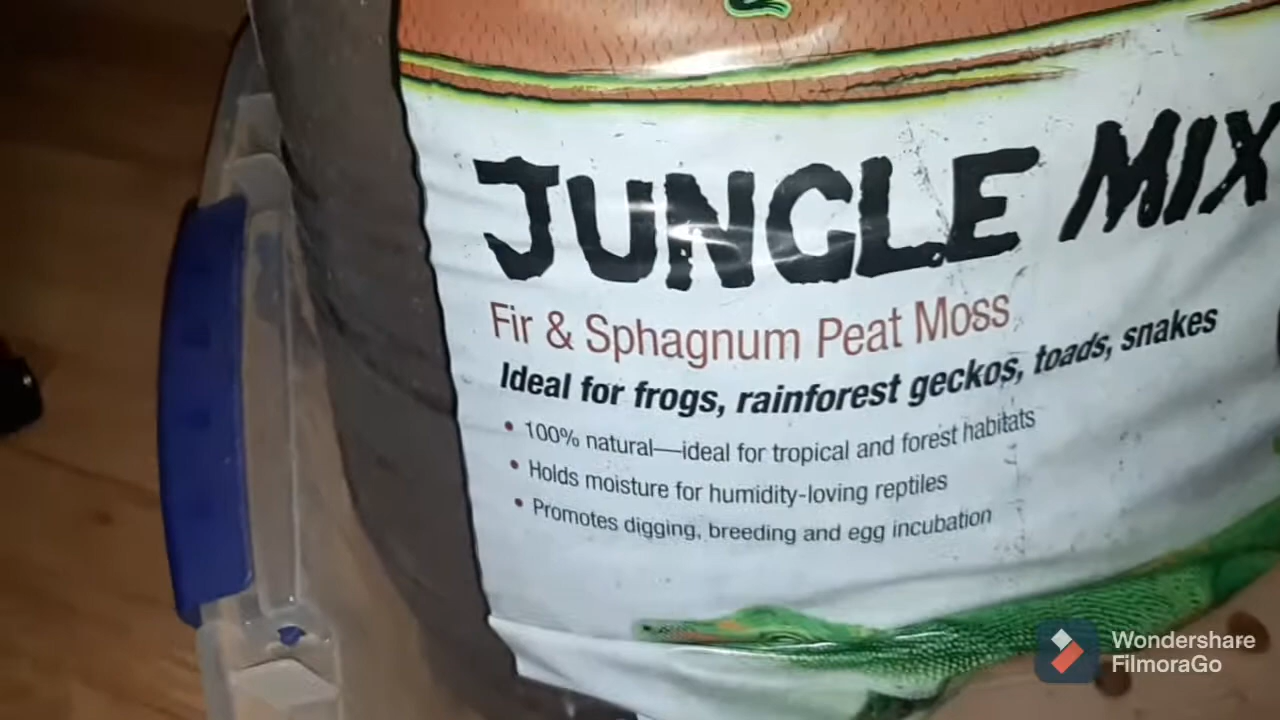 JUNGLE MIX
Fir & Sphagnum Peat Moss
Ideal for frogs, rainforest geckos, toads, snakes
• 100% natural—ideal for tropical and forest habitats
• Holds moisture for humidity-loving reptiles
• Promotes digging, breeding and egg incubation
Wondershare
FilmoraGo